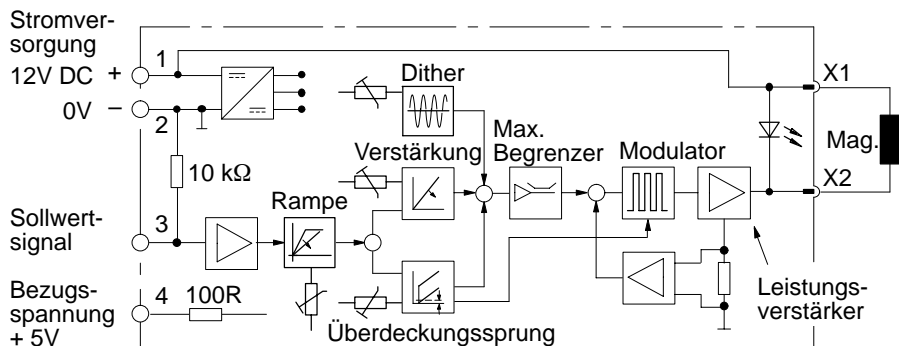 Stromver-
sorgung
12V DC +
1
0V −
2
10 kΩ
Sollwert-
signal
3
Bezugs-
spannung
+ 5V
4
100R
Rampe
Dither
Verstärkung
Überdeckungssprung
Max.
Begrenzer
Modulator
Leistungs-
verstärker
X1
Mag.
X2